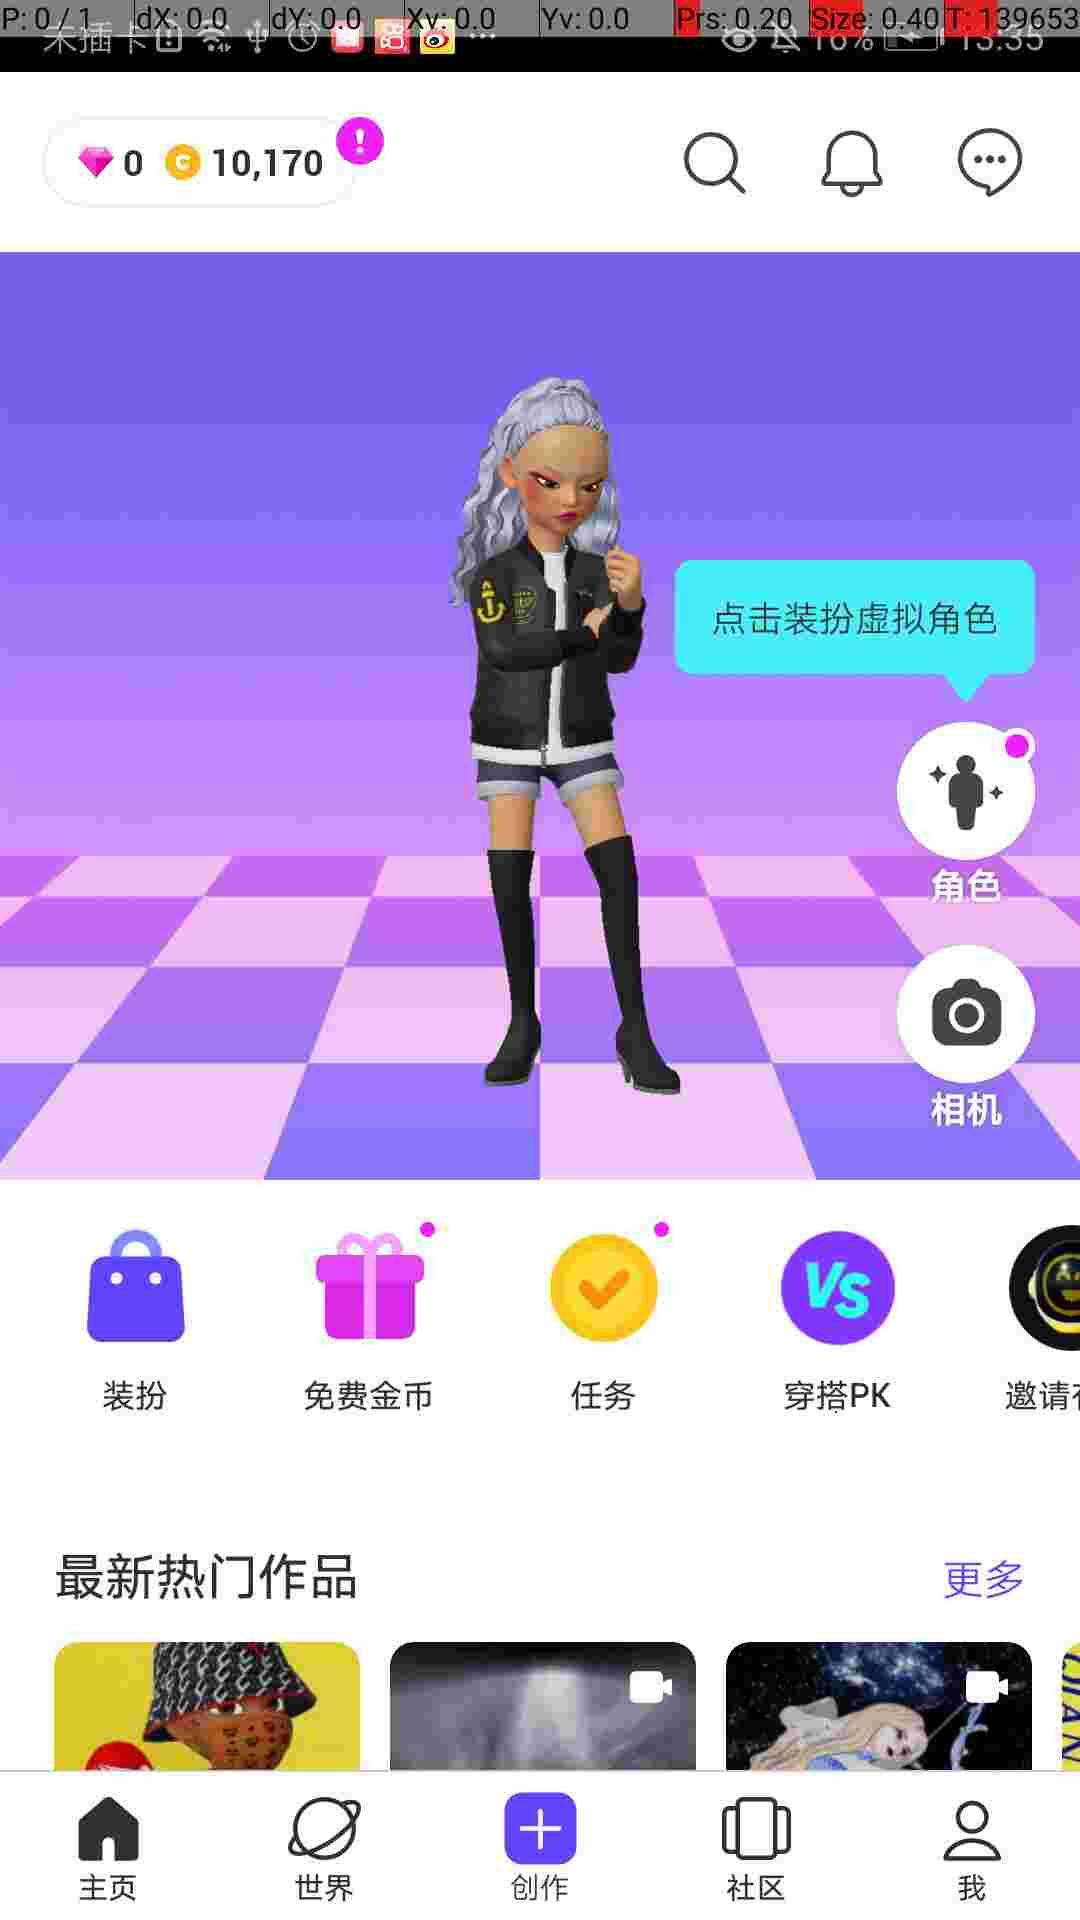 P: 0 / 1 dX: 0.0 dY: 0.0 Xv: 0.0 Yv: 0.0 Prs: 0.20 Size: 0.40 T: 139653
未插卡 16% 13:35
0 10,170
点击装扮虚拟角色
角色
相机
VS
装扮 免费金币 任务 穿搭PK 邀请
最新热门作品 更多
主页 世界 创作 社区 我